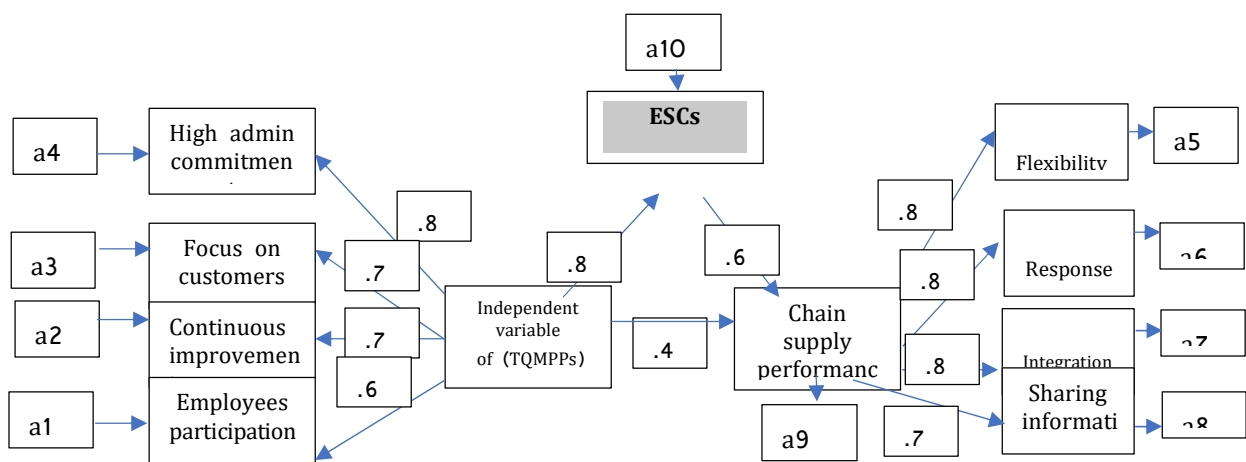 a10
ESCs
a4
High admin
commitmen
Flexibility
a5
.8
.8
a3
Focus on
customers
.7
.8
.6
.8
Response
a2
Continuous
improvemen
.7
Independent
variable
of (TQMPPs)
.4
Chain
supply
performanc
.8
Integration
.6
a1
Employees
participation
a9
.7
Sharing
informati